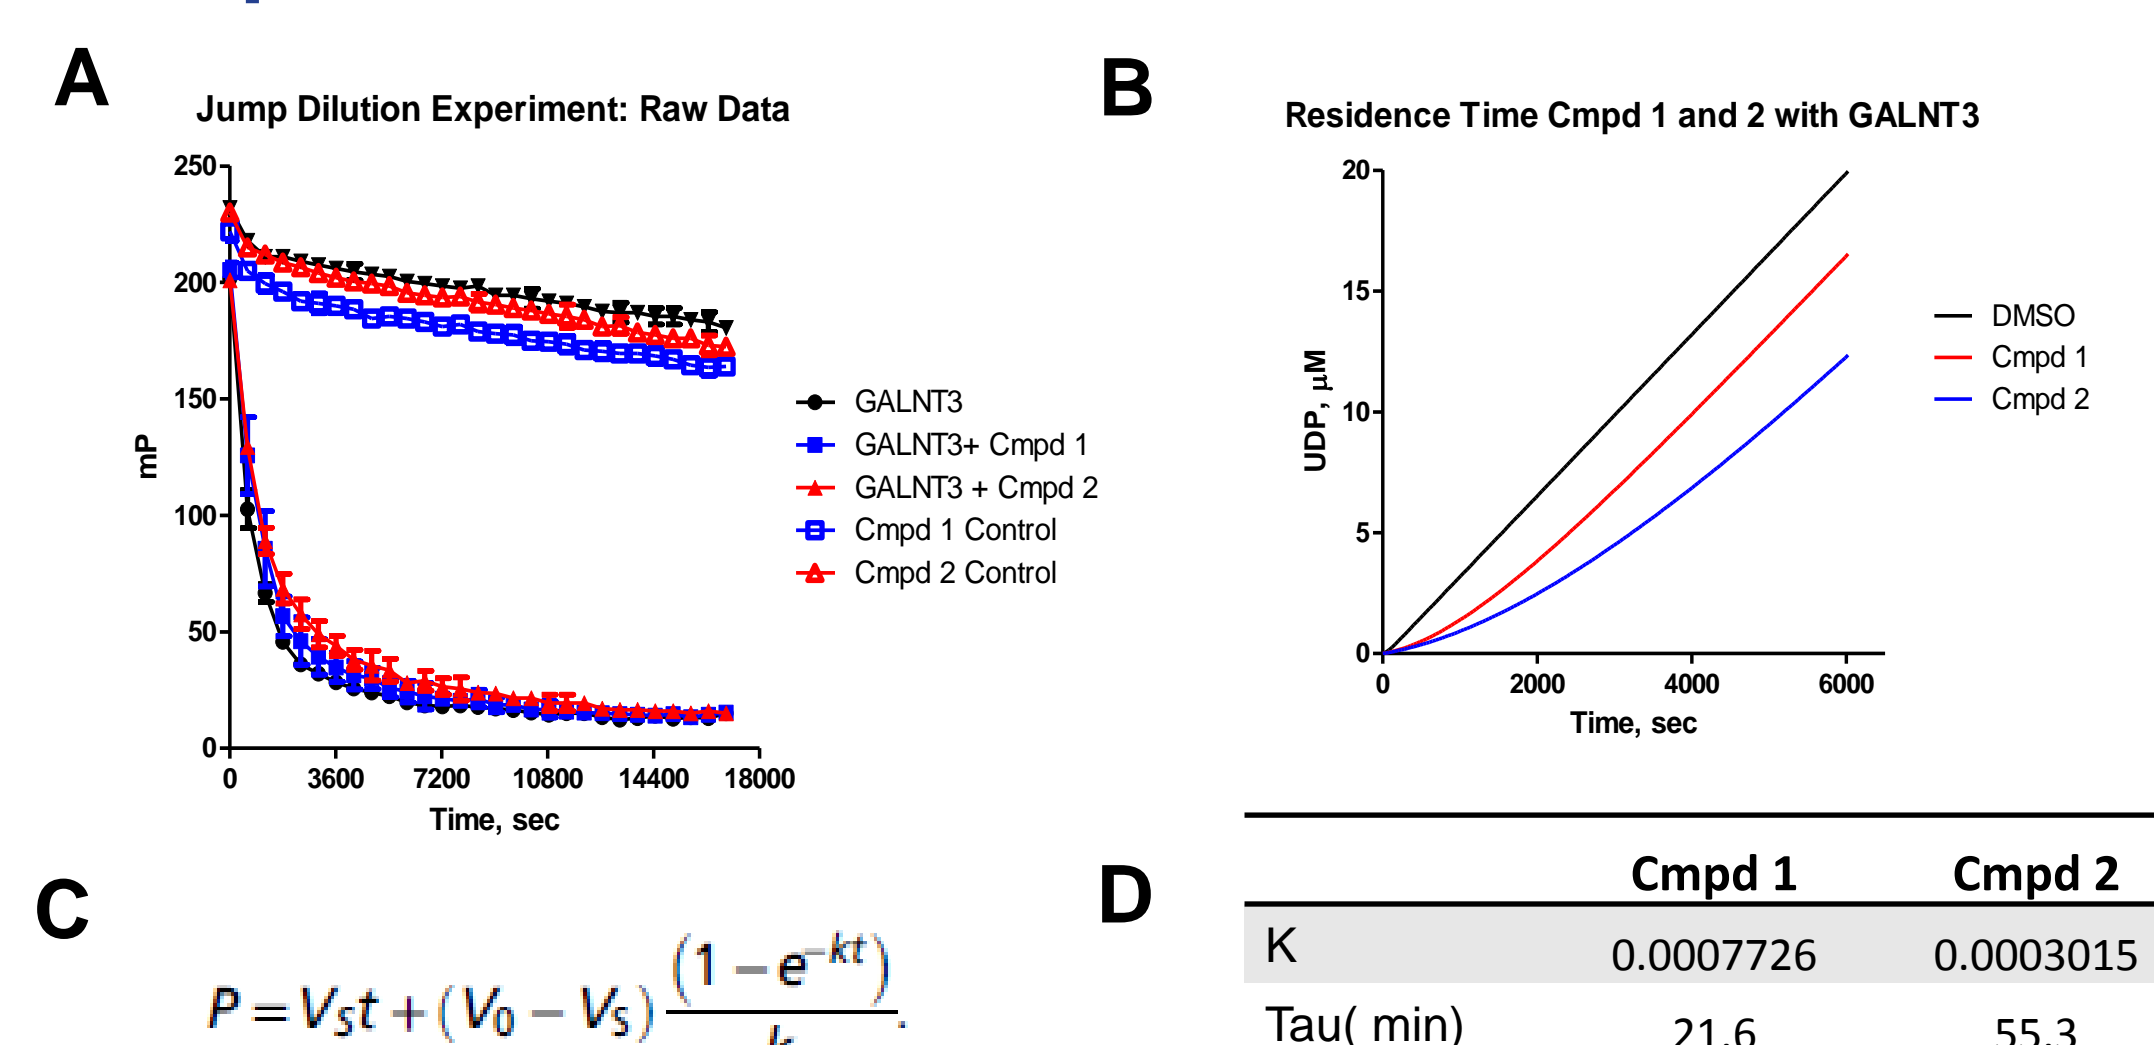 A
Jump Dilution Experiment: Raw Data
250
200
150
100
50
0
mP
0 3600 7200 10800 14400 18000
Time, sec
GALNT3
GALNT3+ Cmpd 1
GALNT3 + Cmpd 2
Cmpd 1 Control
Cmpd 2 Control
B
Residence Time Cmpd 1 and 2 with GALNT3
20
15
10
5
0
UDP, µM
0 2000 4000 6000
Time, sec
DMSO
Cmpd 1
Cmpd 2
C
P = V_S t + (V_0 − V_S) (1 − e^{−kt}) / k.
D
Cmpd 1 Cmpd 2
K 0.0007726 0.0003015
Tau( min) 21.6 55.3